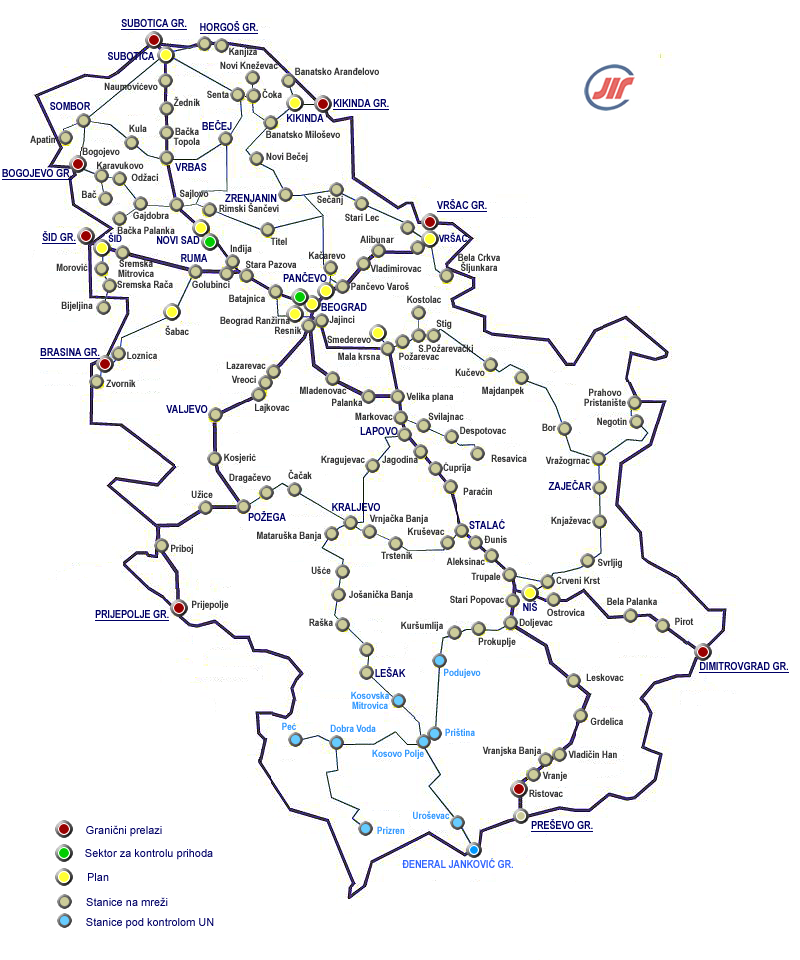 SUBOTICA GR.
HORGOŠ GR.
SUBOTICA
Kanjiza
Novi Kneževac
Banatsko Aranđelovo
Naumovićevo
Senta
Čoka
KIKINDA GR.
JIR
SOMBOR
Žednik
KIKINDA
Apatin
Kula
Bačka
Topola
BEČEJ
Banatsko Miloševo
Bogojevo
BOGOJEVO GR.
Karavukovo
Odžaci
VRBAS
Novi Bečej
Bač
Sajlovo
ZRENJANIN
Sečanj
VRŠAC GR.
Gajdobra
Rimski Šančevi
Stari Lec
Bačka Palanka
ŠID GR.
ŠID
NOVI SAD
Titel
Alibunar
VRŠAC
Inđija
Sremska
Mitrovica
RUMA
Stara Pazova
Kačarevo
Vladimirovac
Bela Crkva
Šljunkara
Morović
Sremska Rača
Golubinci
PANČEVO
Pančevo Varoš
Bijeljina
Batajnica
BEOGRAD
Kostolac
Šabac
Beograd Ranžirna
Jajinci
Resnik
Stig
Smederevo
S.Požarevački
BRASINA GR.
Loznica
Mala krsna
Požarevac
Zvornik
Lazarevac
Vreoci
Lajkovac
Mladenovac
Palanka
Velika plana
Kučevo
Majdanpek
Prahovo
Pristanište
VALJEVO
Markovac
Svilajnac
Negotin
LAPOVO
Despotovac
Bor
Resavica
Kosjerić
Kragujevac
Jagodina
Ćuprija
Vražogrnac
Dragačevo
Čačak
Paraćin
ZAJEČAR
Užice
POŽEGA
KRALJEVO
Vrnjačka Banja
Kruševac
STALAĆ
Knjaževac
Mataruška Banja
Trstenik
Đunis
Priboj
Aleksinac
Svrljig
Ušće
Trupale
Crveni Krst
Jošanička Banja
Stari Popovac
NIŠ
Ostrovica
Bela Palanka
PRIJEPOLJE GR.
Prijepolje
Raška
Kuršumlija
Doljevac
Pirot
Prokuplje
DIMITROVGRAD GR.
LEŠAK
Podujevo
Leskovac
Kosovska
Mitrovica
Peć
Dobra Voda
Priština
Grdelica
Kosovo Polje
Vranjska Banja
Vladičin Han
Vranje
Ristovac
Uroševac
Prizren
PREŠEVO GR.
ĐENERAL JANKOVIĆ GR.
Granični prelazi
Sektor za kontrolu prihoda
Plan
Stanice na mreži
Stanice pod kontrolom UN